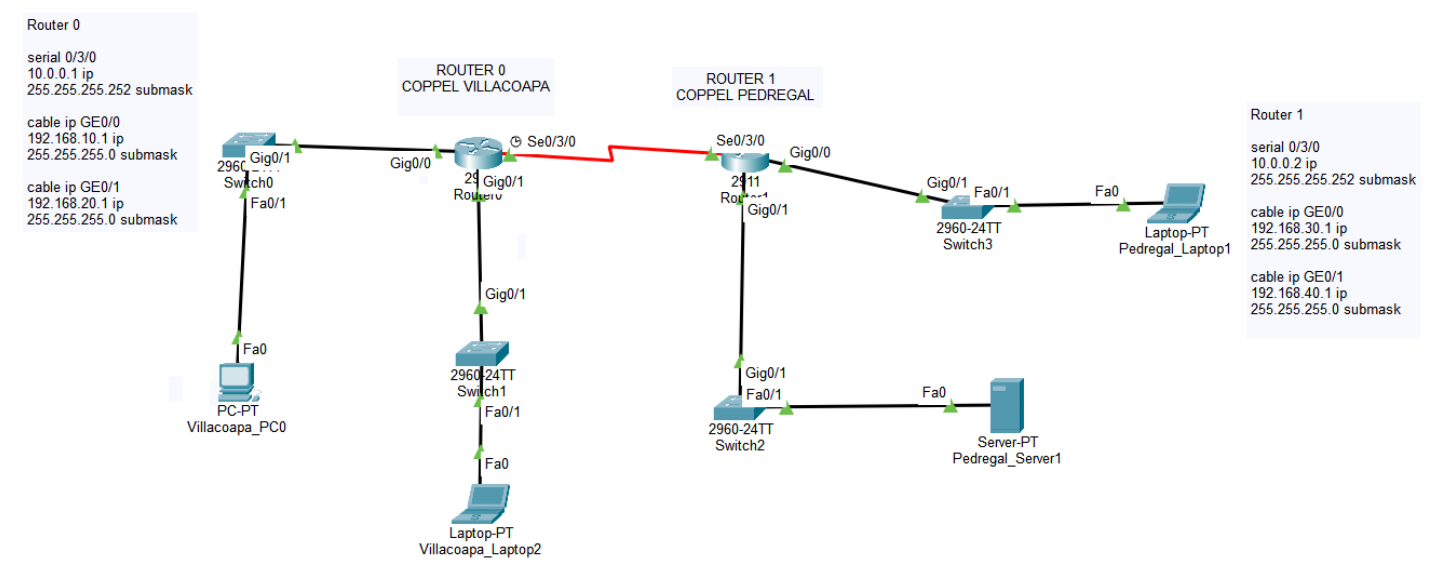 Router 0
serial 0/3/0
10.0.0.1 ip
255.255.255.252 submask
cable ip GE0/0
192.168.10.1 ip
255.255.255.0 submask
cable ip GE0/1
192.168.20.1 ip
255.255.255.0 submask
ROUTER 0
COPPEL VILLACOAPA
ROUTER 1
COPPEL PEDREGAL
Router 1
serial 0/3/0
10.0.0.2 ip
255.255.255.252 submask
cable ip GE0/0
192.168.30.1 ip
255.255.255.0 submask
cable ip GE0/1
192.168.40.1 ip
255.255.255.0 submask
Gig0/1
Switch0
Fa0/1
Fa0
PC-PT
Villacoapa_PC0
Gig0/0
Se0/3/0
Gig0/1
Gig0/1
2960-24TT
Switch1
Fa0/1
Fa0
Laptop-PT
Villacoapa_Laptop2
Se0/3/0
Gig0/0
2911
Gig0/1
Gig0/1
Fa0/1
2960-24TT
Switch2
Fa0
Server-PT
Pedregal_Server1
Gig0/1
Fa0/1
2960-24TT
Switch3
Fa0
Laptop-PT
Pedregal_Laptop1